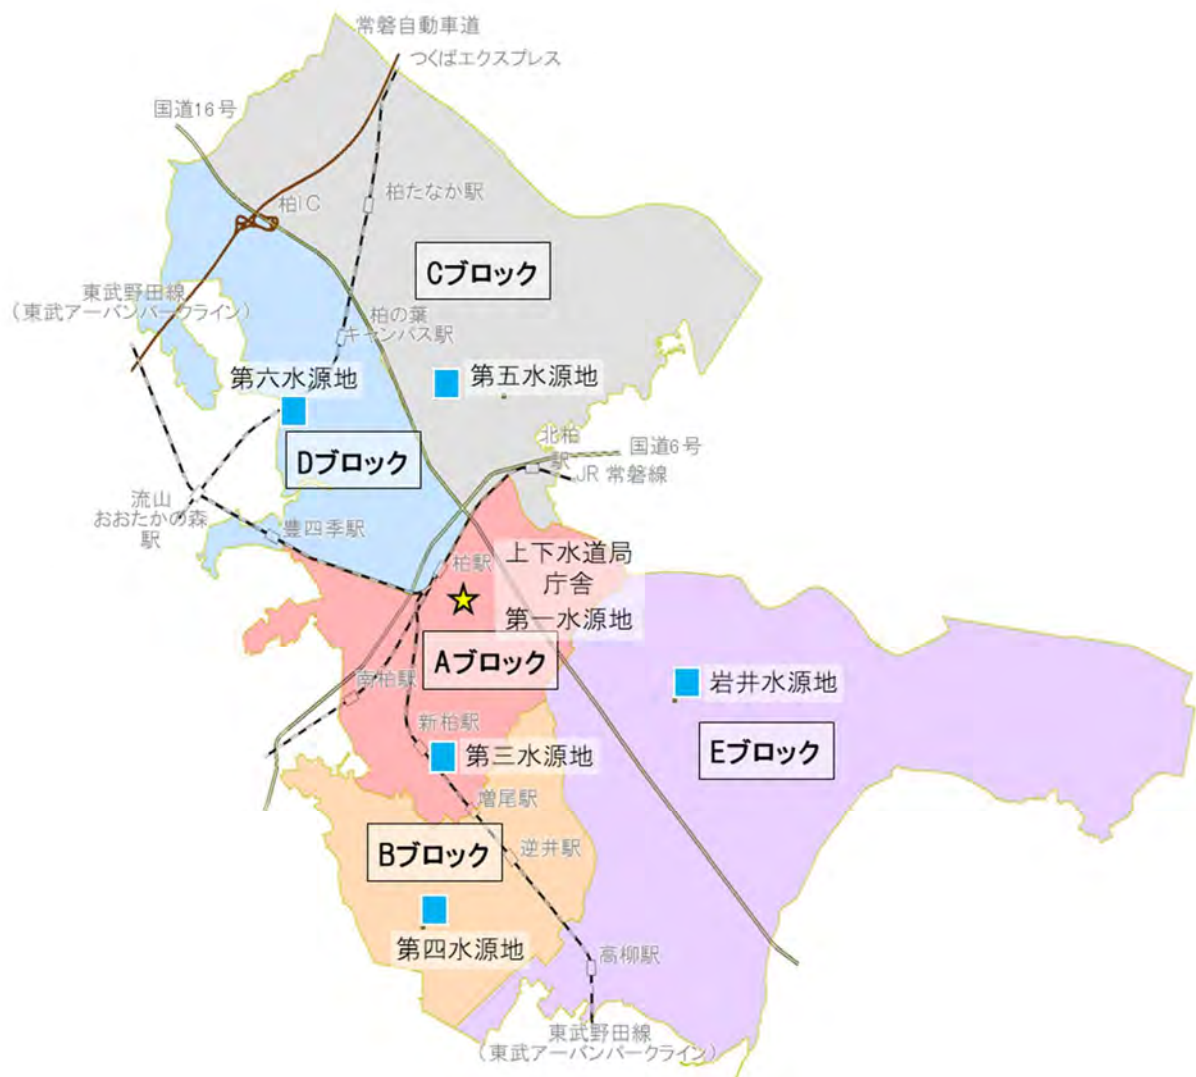 常磐自動車道
つくばエクスプレス
国道16号
柏たなか駅
柏IC
Cブロック
東武野田線
（東武アーバンパークライン）
柏の葉
キャンパス駅
第六水源地
第五水源地
北柏
駅
国道6号
JR 常磐線
Dブロック
流山
おおたかの森
駅
豊四季駅
柏駅
上下水道局
庁舎
第一水源地
Aブロック
南柏駅
岩井水源地
新柏駅
第三水源地
Eブロック
増尾駅
Bブロック
逆井駅
第四水源地
高柳駅
東武野田線
（東武アーバンパークライン）